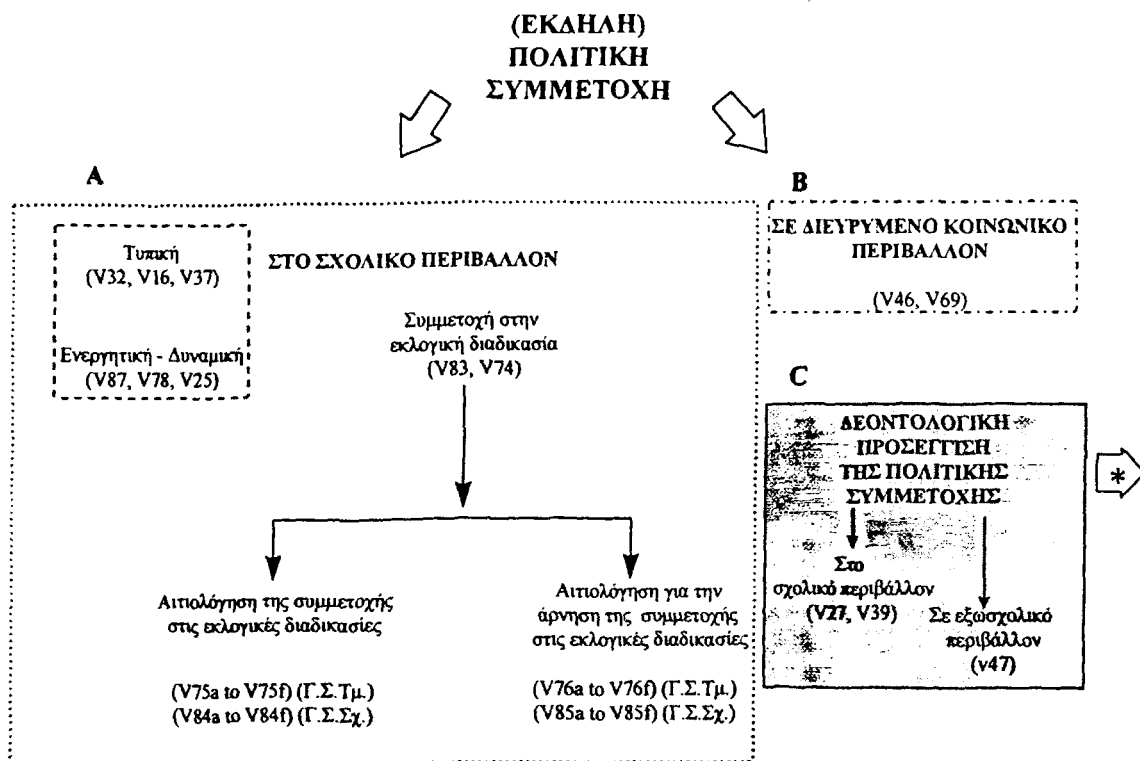 (ΕΚΔΗΛΗ)
ΠΟΛΙΤΙΚΗ
ΣΥΜΜΕΤΟΧΗ
A
Τυπική
(V32, V16, V37)
Ενεργητική - Δυναμική
(V87, V78, V25)
ΣΤΟ ΣΧΟΛΙΚΟ ΠΕΡΙΒΑΛΛΟΝ
Συμμετοχή στην
εκλογική διαδικασία
(V83, V74)
Αιτιολόγηση της συμμετοχής
στις εκλογικές διαδικασίες
(V75a to V75f) (Γ.Σ.Τμ.)
(V84a to V84f) (Γ.Σ.Σχ.)
Αιτιολόγηση για την
άρνηση της συμμετοχής
στις εκλογικές διαδικασίες
(V76a to V76f) (Γ.Σ.Τμ.)
(V85a to V85f) (Γ.Σ.Σχ.)
B
ΣΕ ΔΙΕΥΡΥΜΕΝΟ ΚΟΙΝΩΝΙΚΟ
ΠΕΡΙΒΑΛΛΟΝ
(V46, V69)
C
ΔΕΟΝΤΟΛΟΓΙΚΗ
ΠΡΟΣΕΓΓΙΣΗ
ΤΗΣ ΠΟΛΙΤΙΚΗΣ
ΣΥΜΜΕΤΟΧΗΣ
Στο
σχολικό περιβάλλον
(V27, V39)
Σε εξωσχολικό
περιβάλλον
(v47)
*